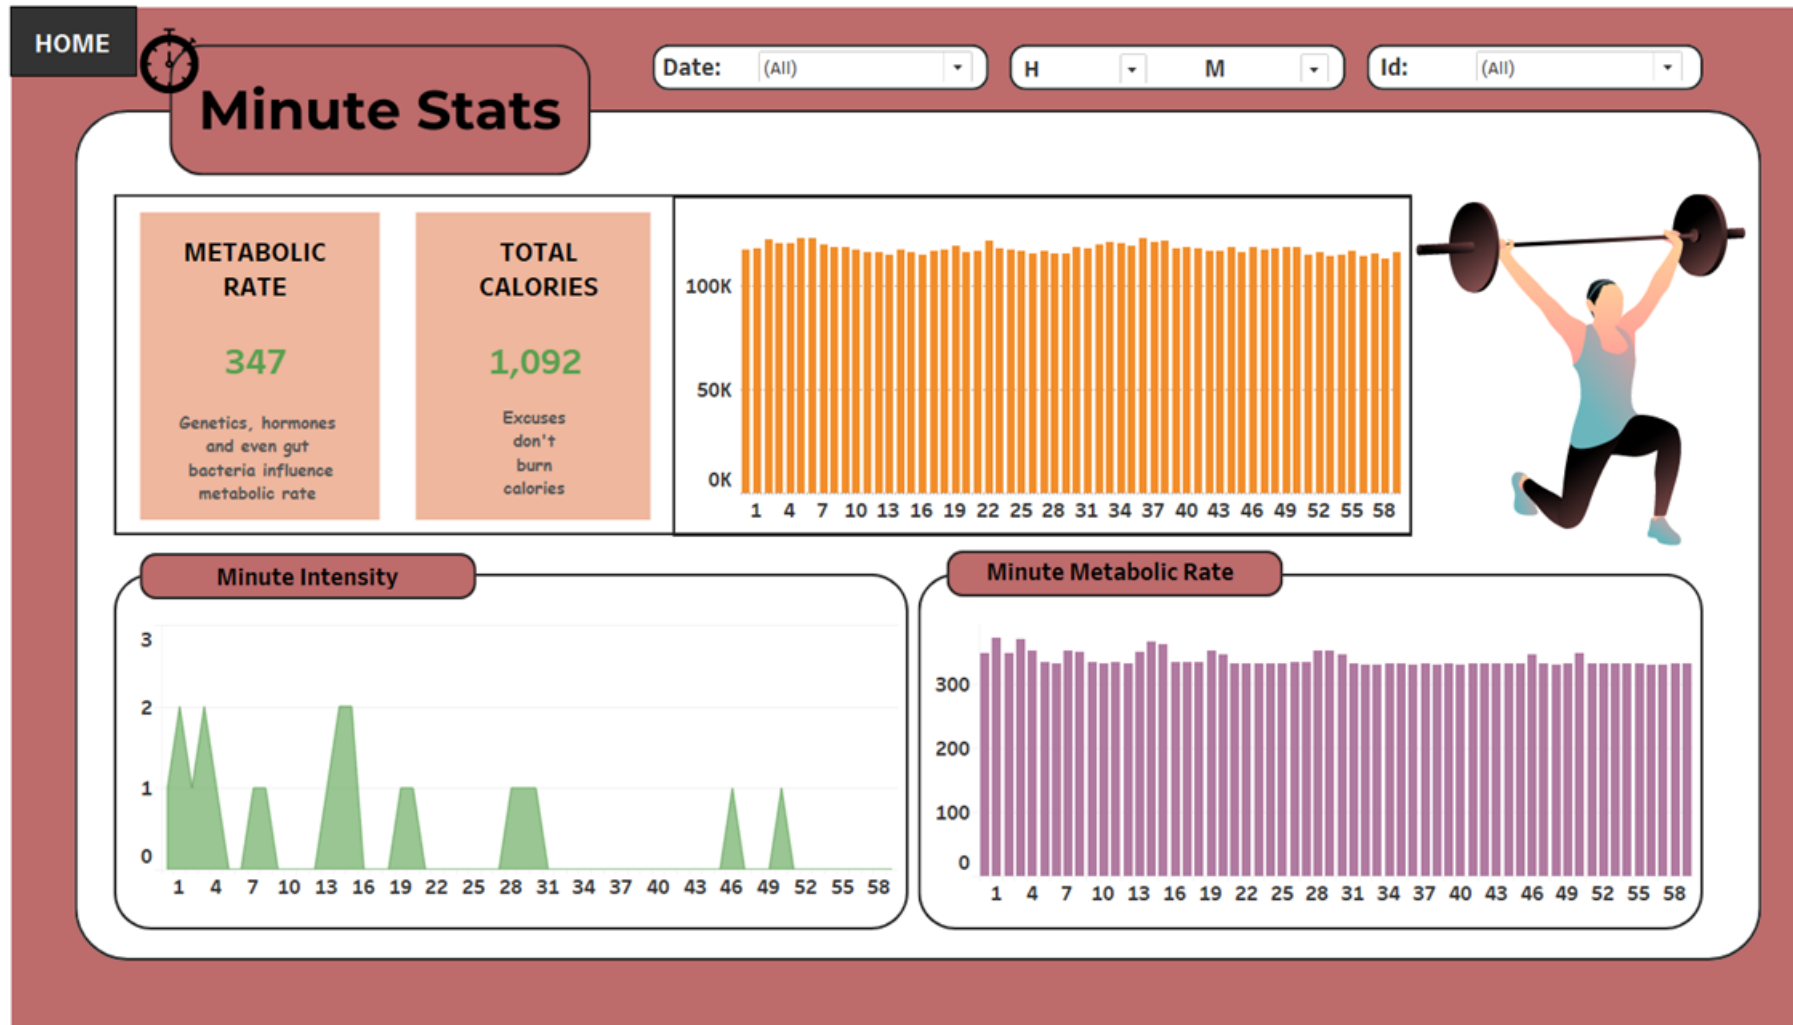 HOME
Minute Stats
Date: (All)
H M
Id: (All)
METABOLIC
RATE
347
Genetics, hormones
and even gut
bacteria influence
metabolic rate
TOTAL
CALORIES
1,092
Excuses
don't
burn
calories
100K
50K
0K
1 4 7 10 13 16 19 22 25 28 31 34 37 40 43 46 49 52 55 58
Minute Intensity
3
2
1
0
1 4 7 10 13 16 19 22 25 28 31 34 37 40 43 46 49 52 55 58
Minute Metabolic Rate
300
200
100
0
1 4 7 10 13 16 19 22 25 28 31 34 37 40 43 46 49 52 55 58